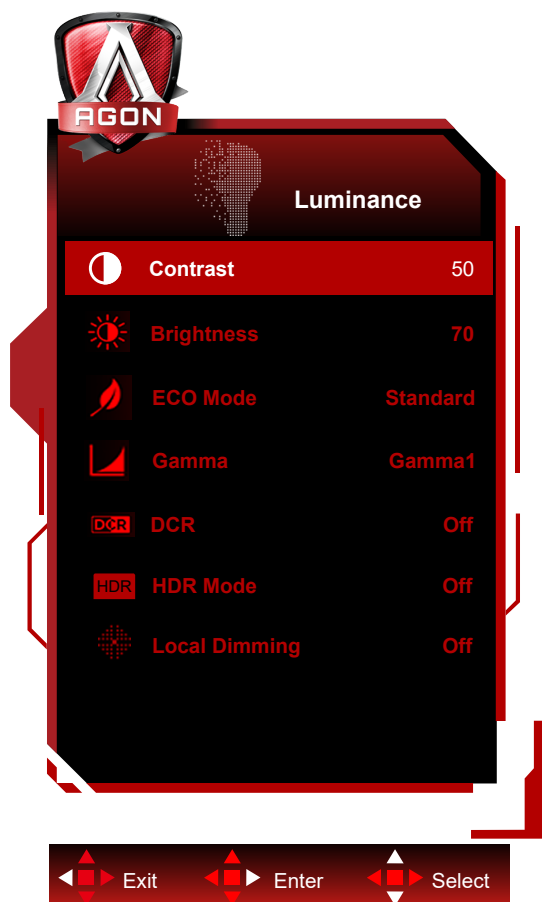 AGON
Luminance
Contrast 50
Brightness 70
ECO Mode Standard
Gamma Gamma1
DCR DCR Off
HDR HDR Mode Off
Local Dimming Off
Exit Enter Select